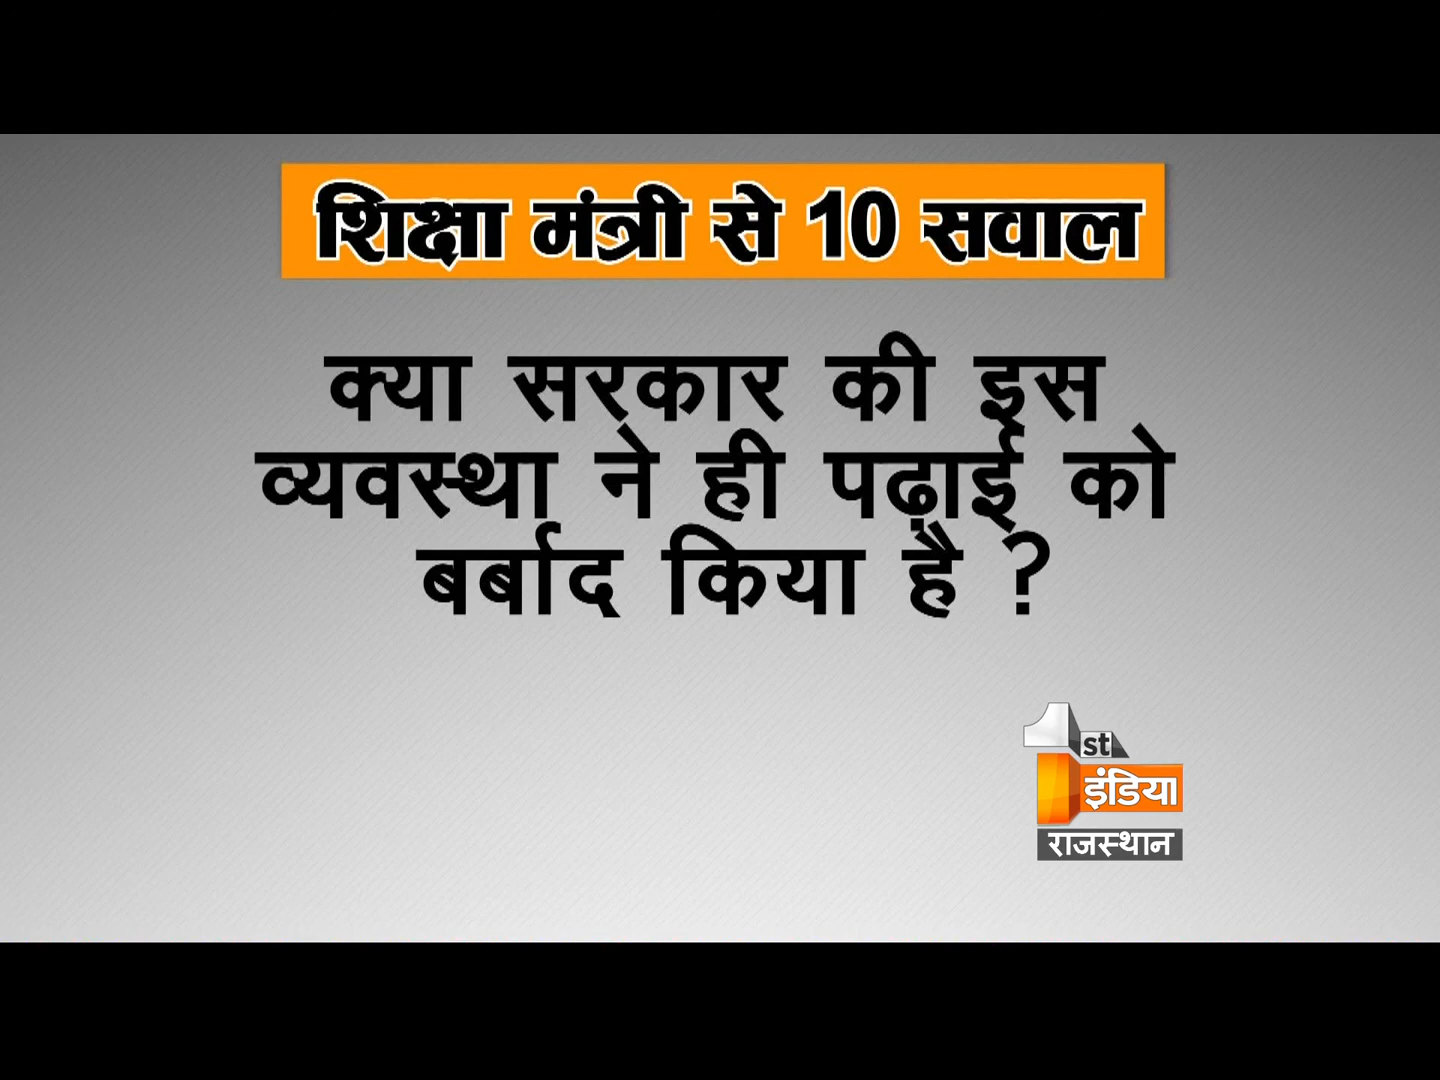 शिक्षा मंत्री से 10 सवाल
क्या सरकार की इस
व्यवस्था ने ही पढ़ाई को
बर्बाद किया है ?
1st
इंडिया
राजस्थान